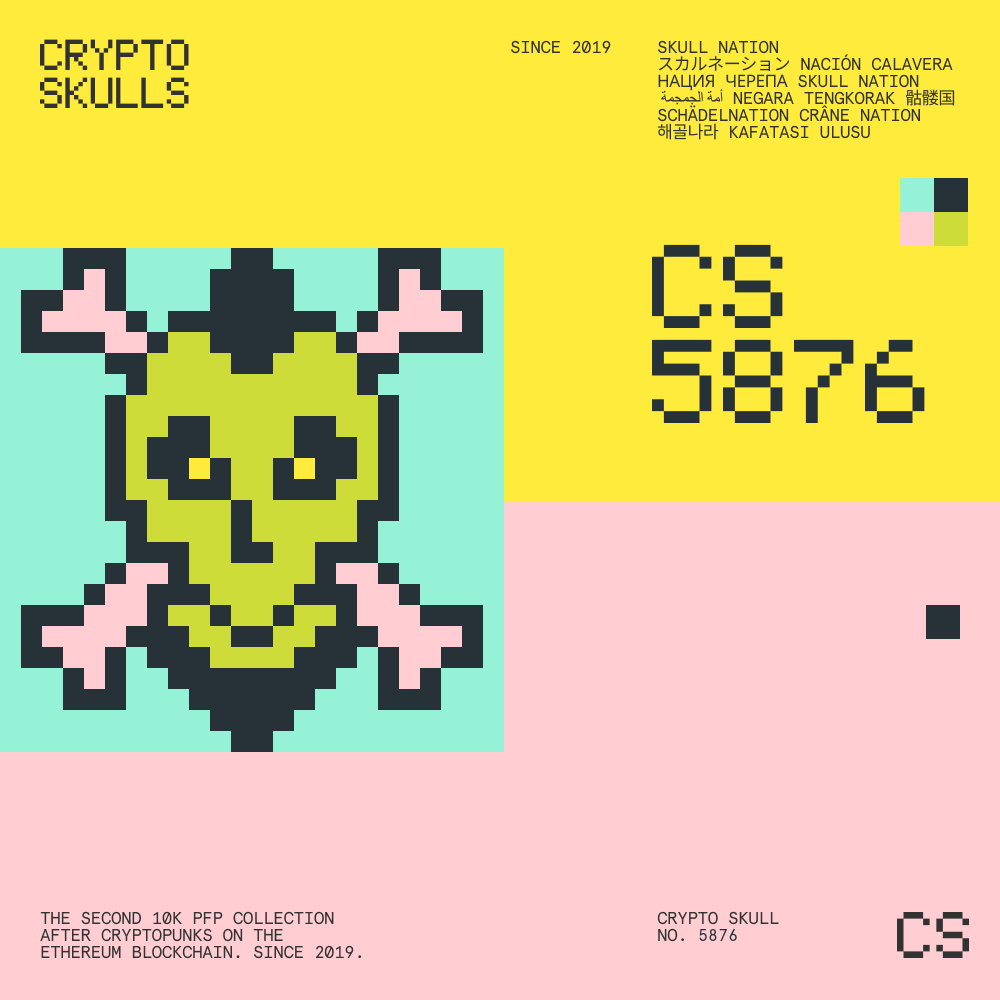 CRYPTO
SKULLS
SINCE 2019
SKULL NATION
スカルネーション NACIÓN CALAVERA
НАЦИЯ ЧЕРЕПА SKULL NATION
أمة الجمجمة NEGARA TENGKORAK 骷髅国
SCHÄDELNATION CRÂNE NATION
해골나라 KAFATASI ULUSU
CS
5876
THE SECOND 10K PFP COLLECTION
AFTER CRYPTOPUNKS ON THE
ETHEREUM BLOCKCHAIN. SINCE 2019.
CRYPTO SKULL
NO. 5876
CS